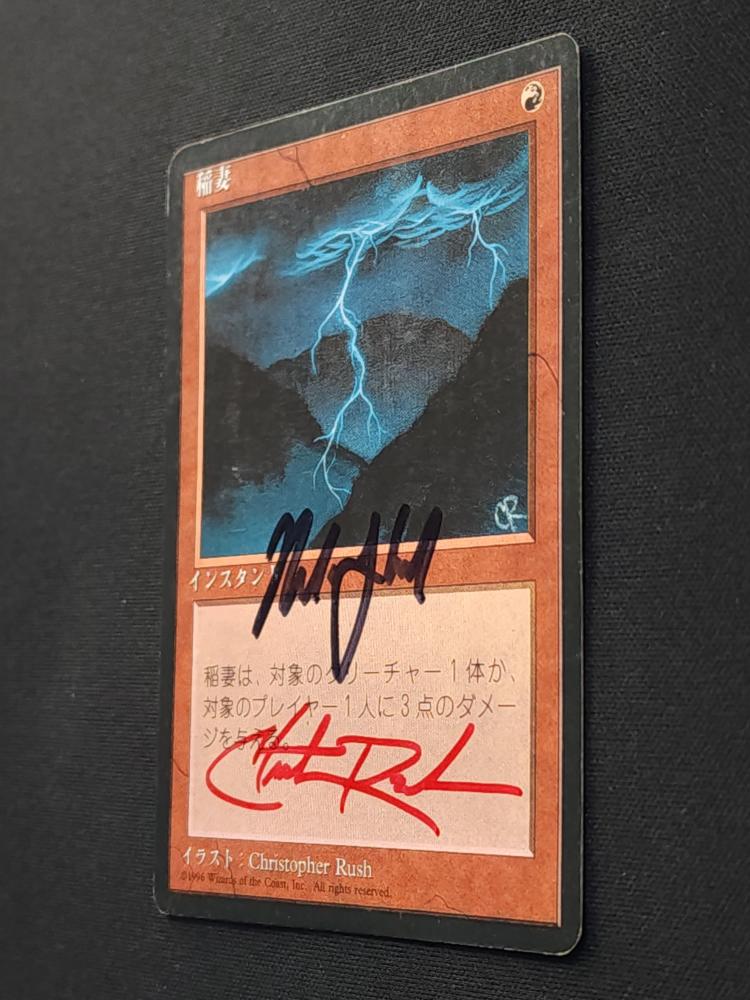 稲妻
CR
インスタント
稲妻は、対象のクリーチャー1体か、
対象のプレイヤー1人に3点のダメー
ジを与える。
Christopher Rush
イラスト:Christopher Rush
©1996 Wizards of the Coast, Inc. All rights reserved.